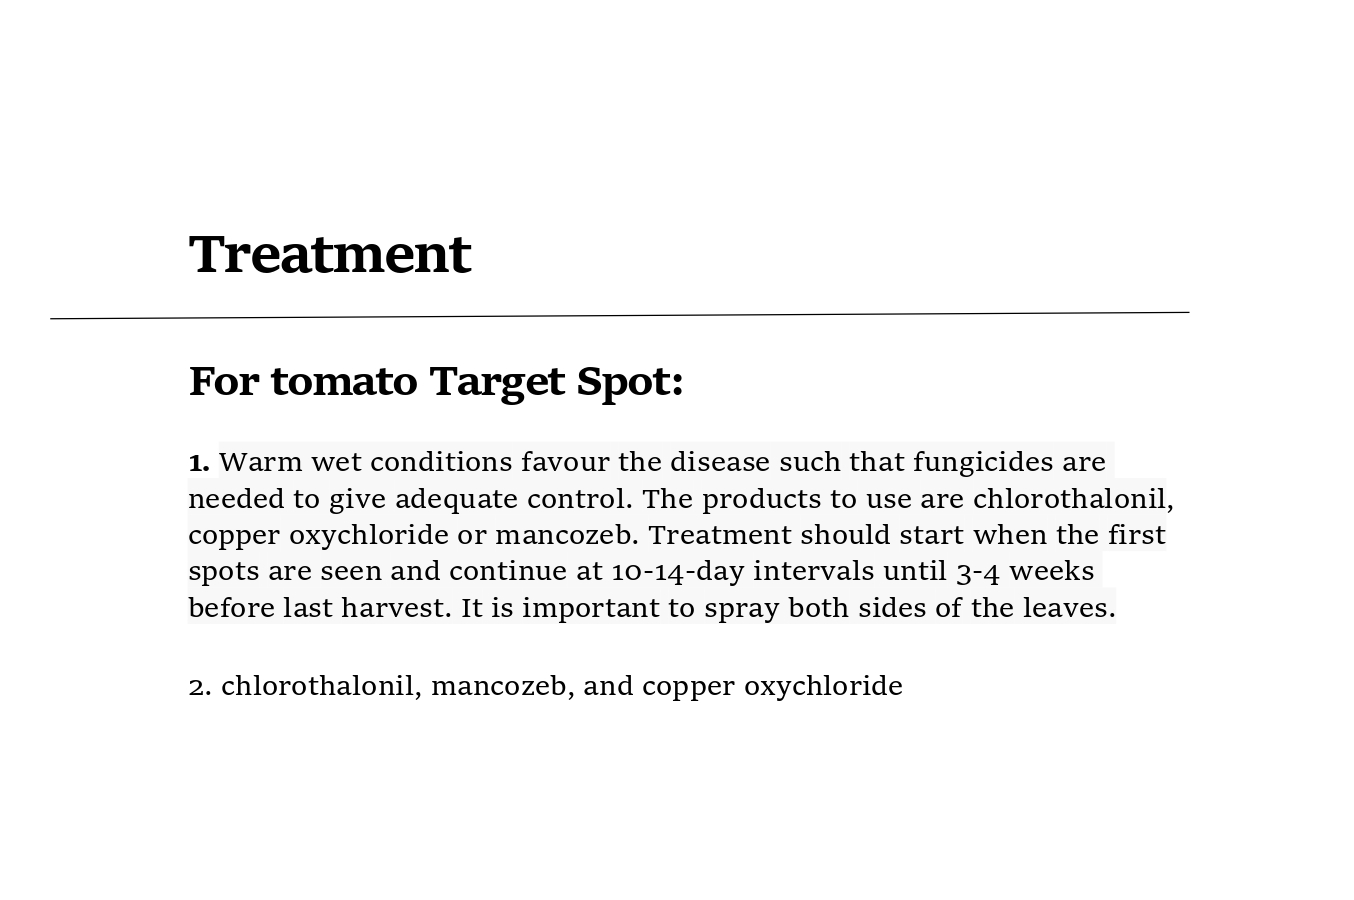 Treatment
For tomato Target Spot:
1. Warm wet conditions favour the disease such that fungicides are
needed to give adequate control. The products to use are chlorothalonil,
copper oxychloride or mancozeb. Treatment should start when the first
spots are seen and continue at 10-14-day intervals until 3-4 weeks
before last harvest. It is important to spray both sides of the leaves.
2. chlorothalonil, mancozeb, and copper oxychloride